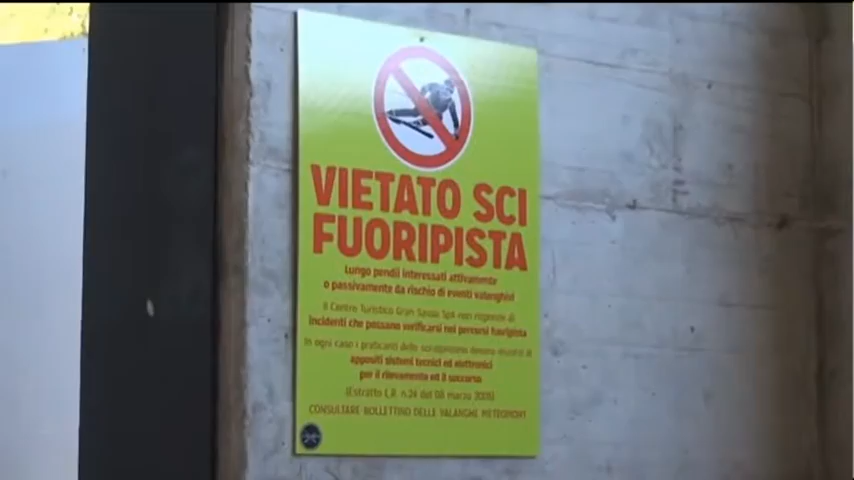 VIETATO SCI
FUORIPISTA
Lungo pendii interessati attivamente
o passivamente da rischio di eventi valanghivi
Il Centro Turistico Gran Sasso SpA non risponde di
incidenti che possano verificarsi nei percorsi fuoripista
In ogni caso i praticanti dello sci alpinismo devono munirsi di
appositi sistemi tecnici ed elettronici
per il rilevamento ed il soccorso
(Estratto L.R. n.24 del 08 marzo 2005)
CONSULTARE BOLLETTINO DELLE VALANGHE METEOMONT